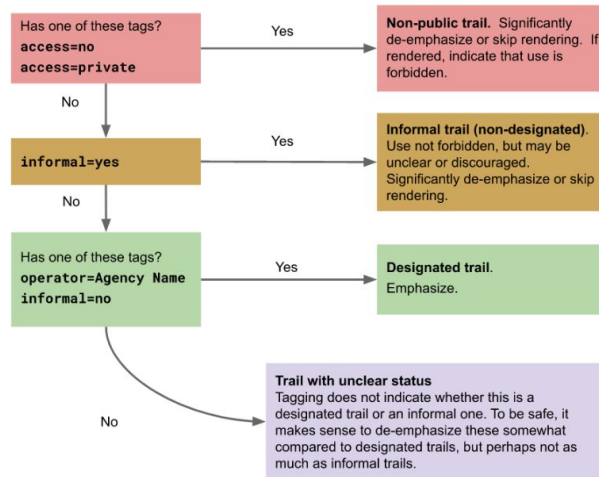 Has one of these tags?
access=no
access=private
Yes
Non-public trail. Significantly
de-emphasize or skip rendering. If
rendered, indicate that use is
forbidden.
No
informal=yes
Yes
Informal trail (non-designated).
Use not forbidden, but may be
unclear or discouraged.
Significantly de-emphasize or skip
rendering.
No
Has one of these tags?
operator=Agency Name
informal=no
Yes
Designated trail.
Emphasize.
No
Trail with unclear status
Tagging does not indicate whether this is a
designated trail or an informal one. To be safe, it
makes sense to de-emphasize these somewhat
compared to designated trails, but perhaps not as
much as informal trails.